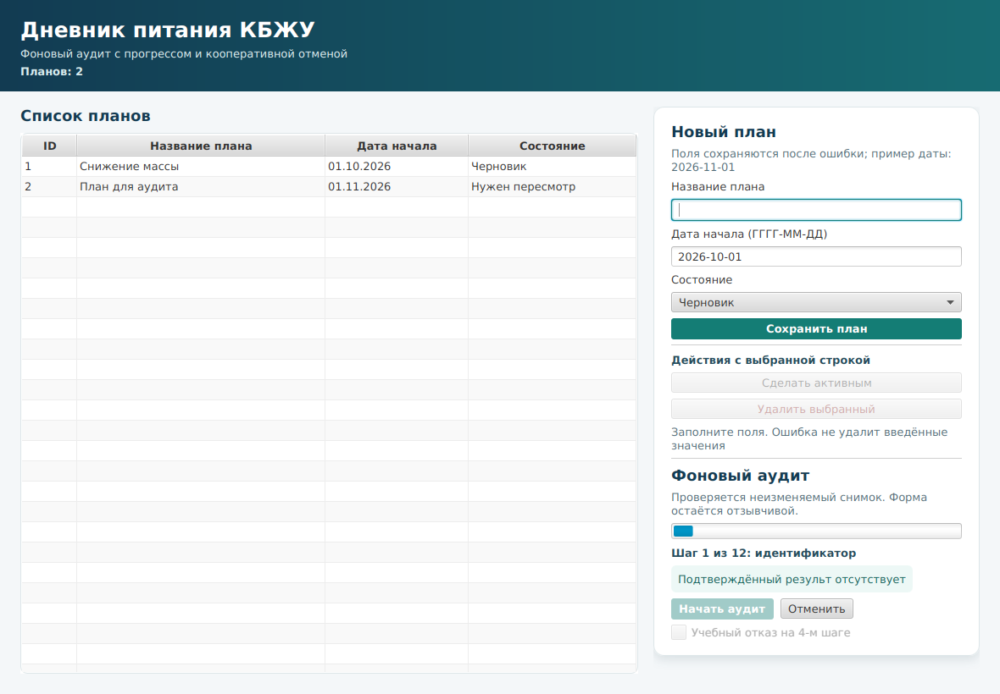 Дневник питания КБЖУ
Фоновый аудит с прогрессом и кооперативной отменой
Планов: 2
Список планов
ID Название плана Дата начала Состояние
1 Снижение массы 01.10.2026 Черновик
2 План для аудита 01.11.2026 Нужен пересмотр
Новый план
Поля сохраняются после ошибки; пример даты:
2026-11-01
Название плана
Дата начала (ГГГГ-ММ-ДД)
2026-10-01
Состояние
Черновик
Сохранить план
Действия с выбранной строкой
Сделать активным
Удалить выбранный
Заполните поля. Ошибка не удалит введённые
значения
Фоновый аудит
Проверяется неизменяемый снимок. Форма
остаётся отзывчивой.
Шаг 1 из 12: идентификатор
Подтверждённый результ отсутствует
Начать аудит Отменить
Учебный отказ на 4-м шаге